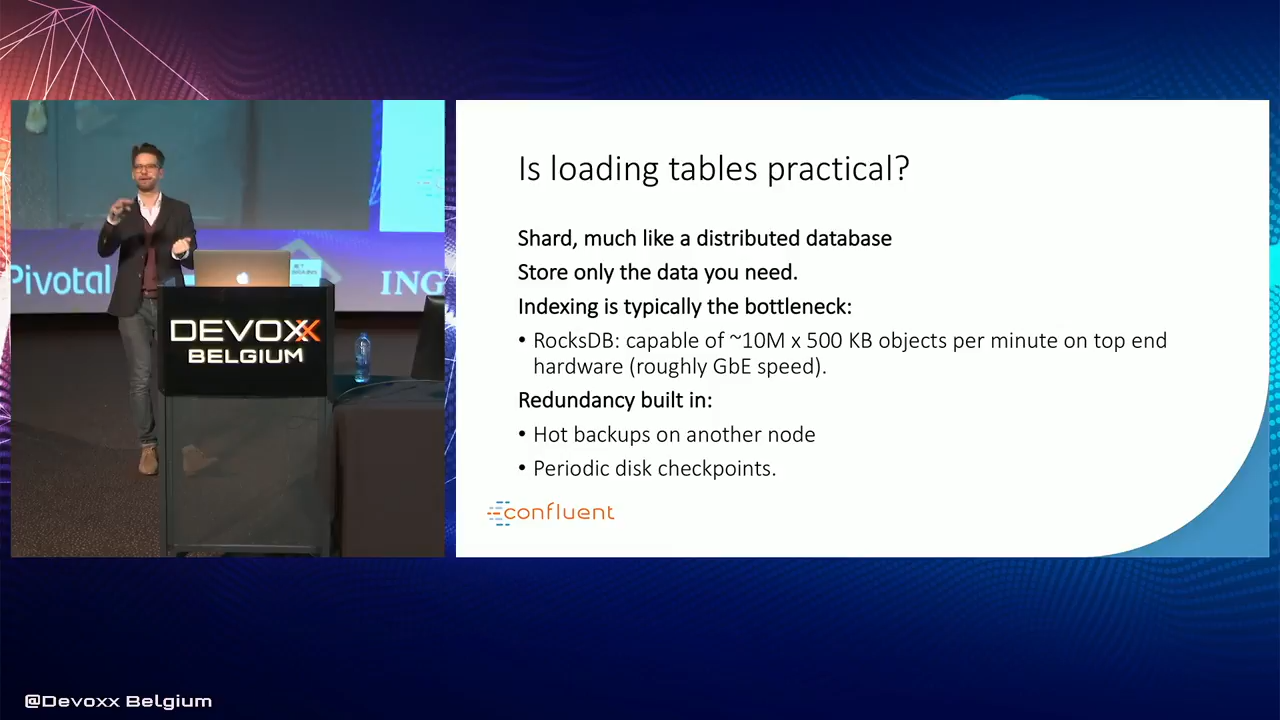 Pivotal
ING
DEVOXX
BELGIUM
Is loading tables practical?
Shard, much like a distributed database
Store only the data you need.
Indexing is typically the bottleneck:
• RocksDB: capable of ~10M x 500 KB objects per minute on top end
hardware (roughly GbE speed).
Redundancy built in:
• Hot backups on another node
• Periodic disk checkpoints.
confluent
@Devoxx Belgium